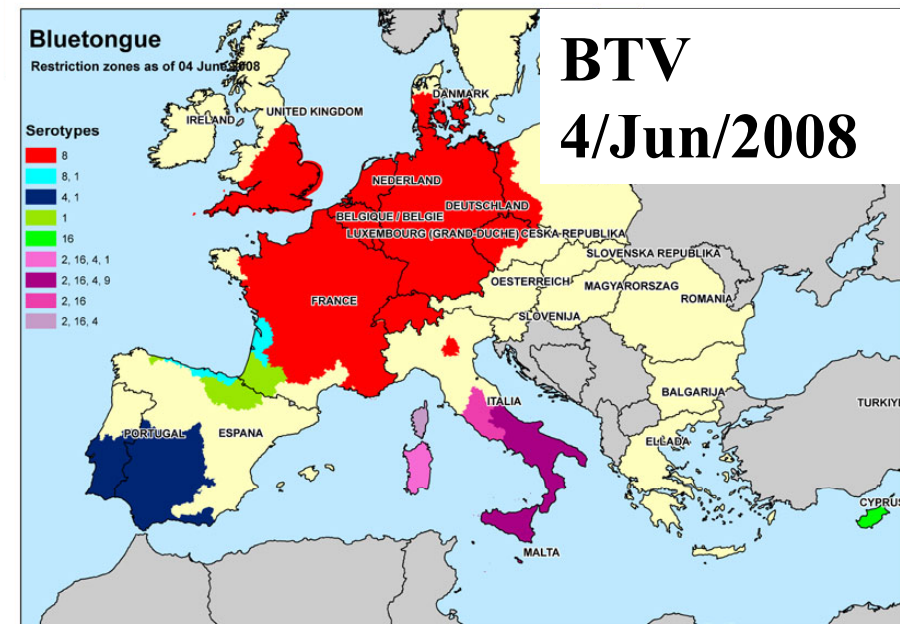 Bluetongue
Restriction zones as of 04 June 2008
BTV
4/Jun/2008
Serotypes
8
8, 1
4, 1
1
16
2, 16, 4, 1
2, 16, 4, 9
2, 16
2, 16, 4
DANMARK
UNITED KINGDOM
IRELAND
NEDERLAND
DEUTSCHLAND
BELGIQUE / BELGIE
LUXEMBOURG (GRAND-DUCHE)
CESKA REPUBLIKA
SLOVENSKA REPUBLIKA
OESTERREICH
MAGYARORSZAG
ROMANIA
FRANCE
SLOVENIJA
BALGARIJA
ITALIA
TURKIY
PORTUGAL
ESPANA
ELLADA
CYPRUS
MALTA